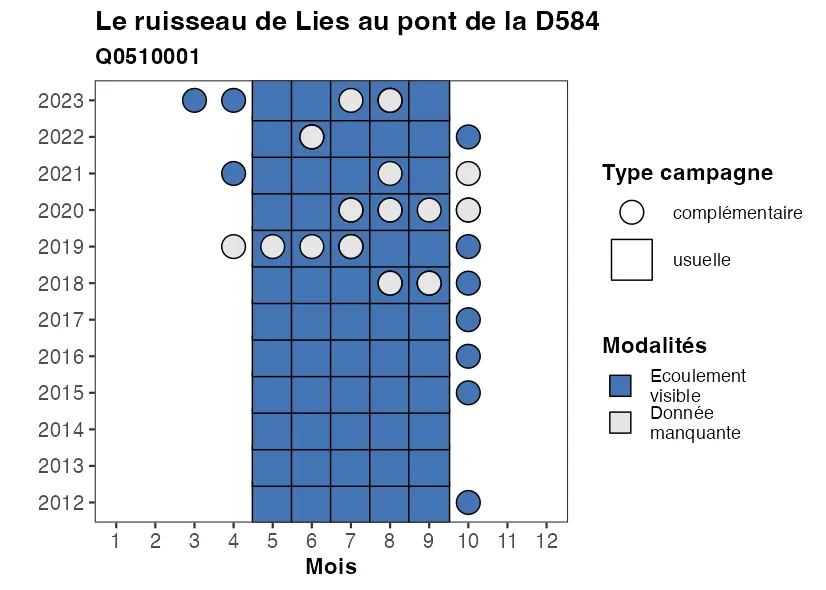 Le ruisseau de Lies au pont de la D584
Q0510001
2023
2022
2021
2020
2019
2018
2017
2016
2015
2014
2013
2012
1 2 3 4 5 6 7 8 9 10 11 12
Mois
Type campagne
complémentaire
usuelle
Modalités
Ecoulement
visible
Donnée
manquante